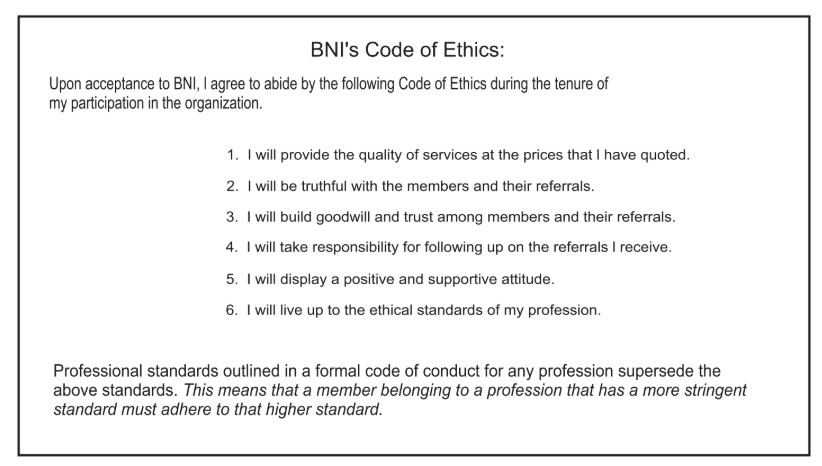 BNI's Code of Ethics:
Upon acceptance to BNI, I agree to abide by the following Code of Ethics during the tenure of
my participation in the organization.
1. I will provide the quality of services at the prices that I have quoted.
2. I will be truthful with the members and their referrals.
3. I will build goodwill and trust among members and their referrals.
4. I will take responsibility for following up on the referrals I receive.
5. I will display a positive and supportive attitude.
6. I will live up to the ethical standards of my profession.
Professional standards outlined in a formal code of conduct for any profession supersede the
above standards. This means that a member belonging to a profession that has a more stringent
standard must adhere to that higher standard.